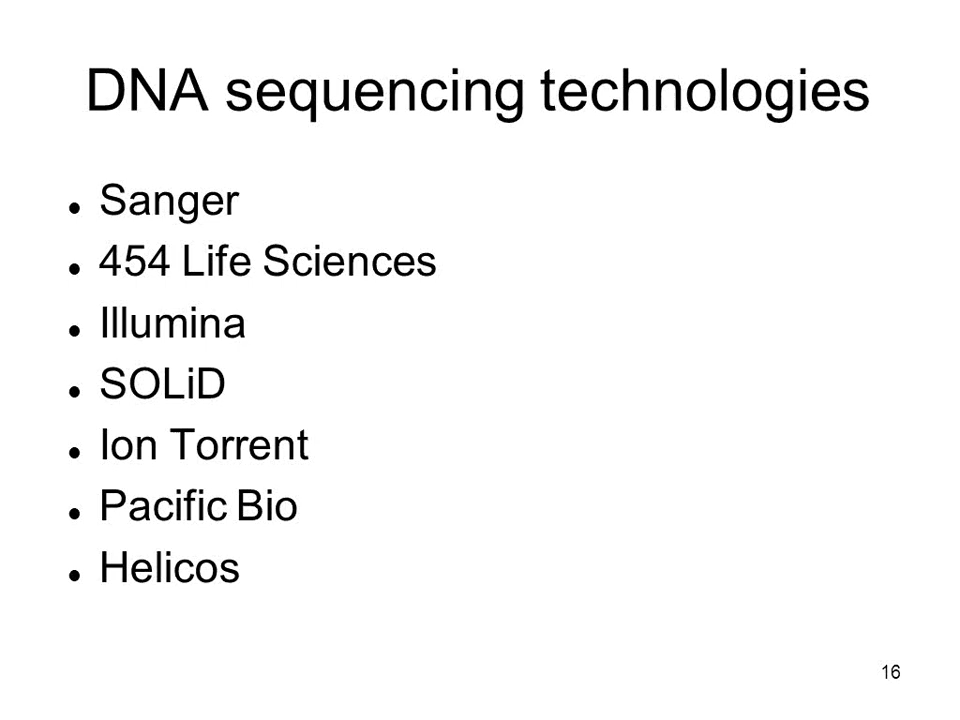 DNA sequencing technologies
● Sanger
● 454 Life Sciences
● Illumina
● SOLiD
● Ion Torrent
● Pacific Bio
● Helicos
16